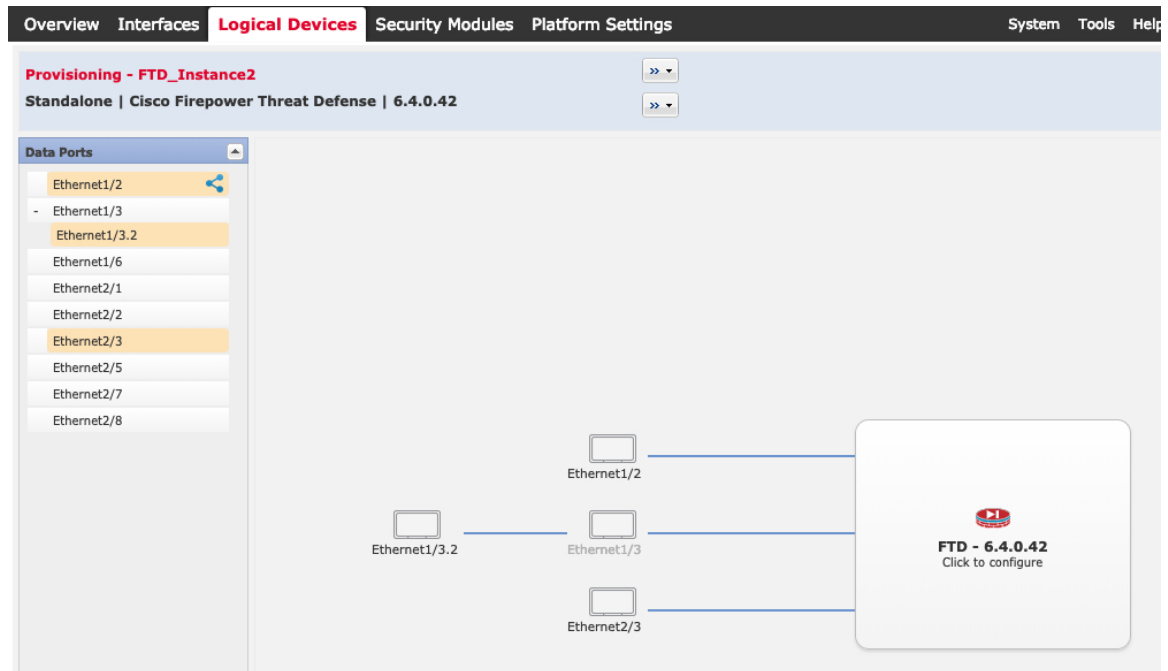 Overview Interfaces Logical Devices Security Modules Platform Settings System Tools Help
Provisioning - FTD_Instance2
Standalone | Cisco Firepower Threat Defense | 6.4.0.42
Data Ports
Ethernet1/2
- Ethernet1/3
Ethernet1/3.2
Ethernet1/6
Ethernet2/1
Ethernet2/2
Ethernet2/3
Ethernet2/5
Ethernet2/7
Ethernet2/8
Ethernet1/2
Ethernet1/3.2
Ethernet1/3
Ethernet2/3
FTD - 6.4.0.42
Click to configure